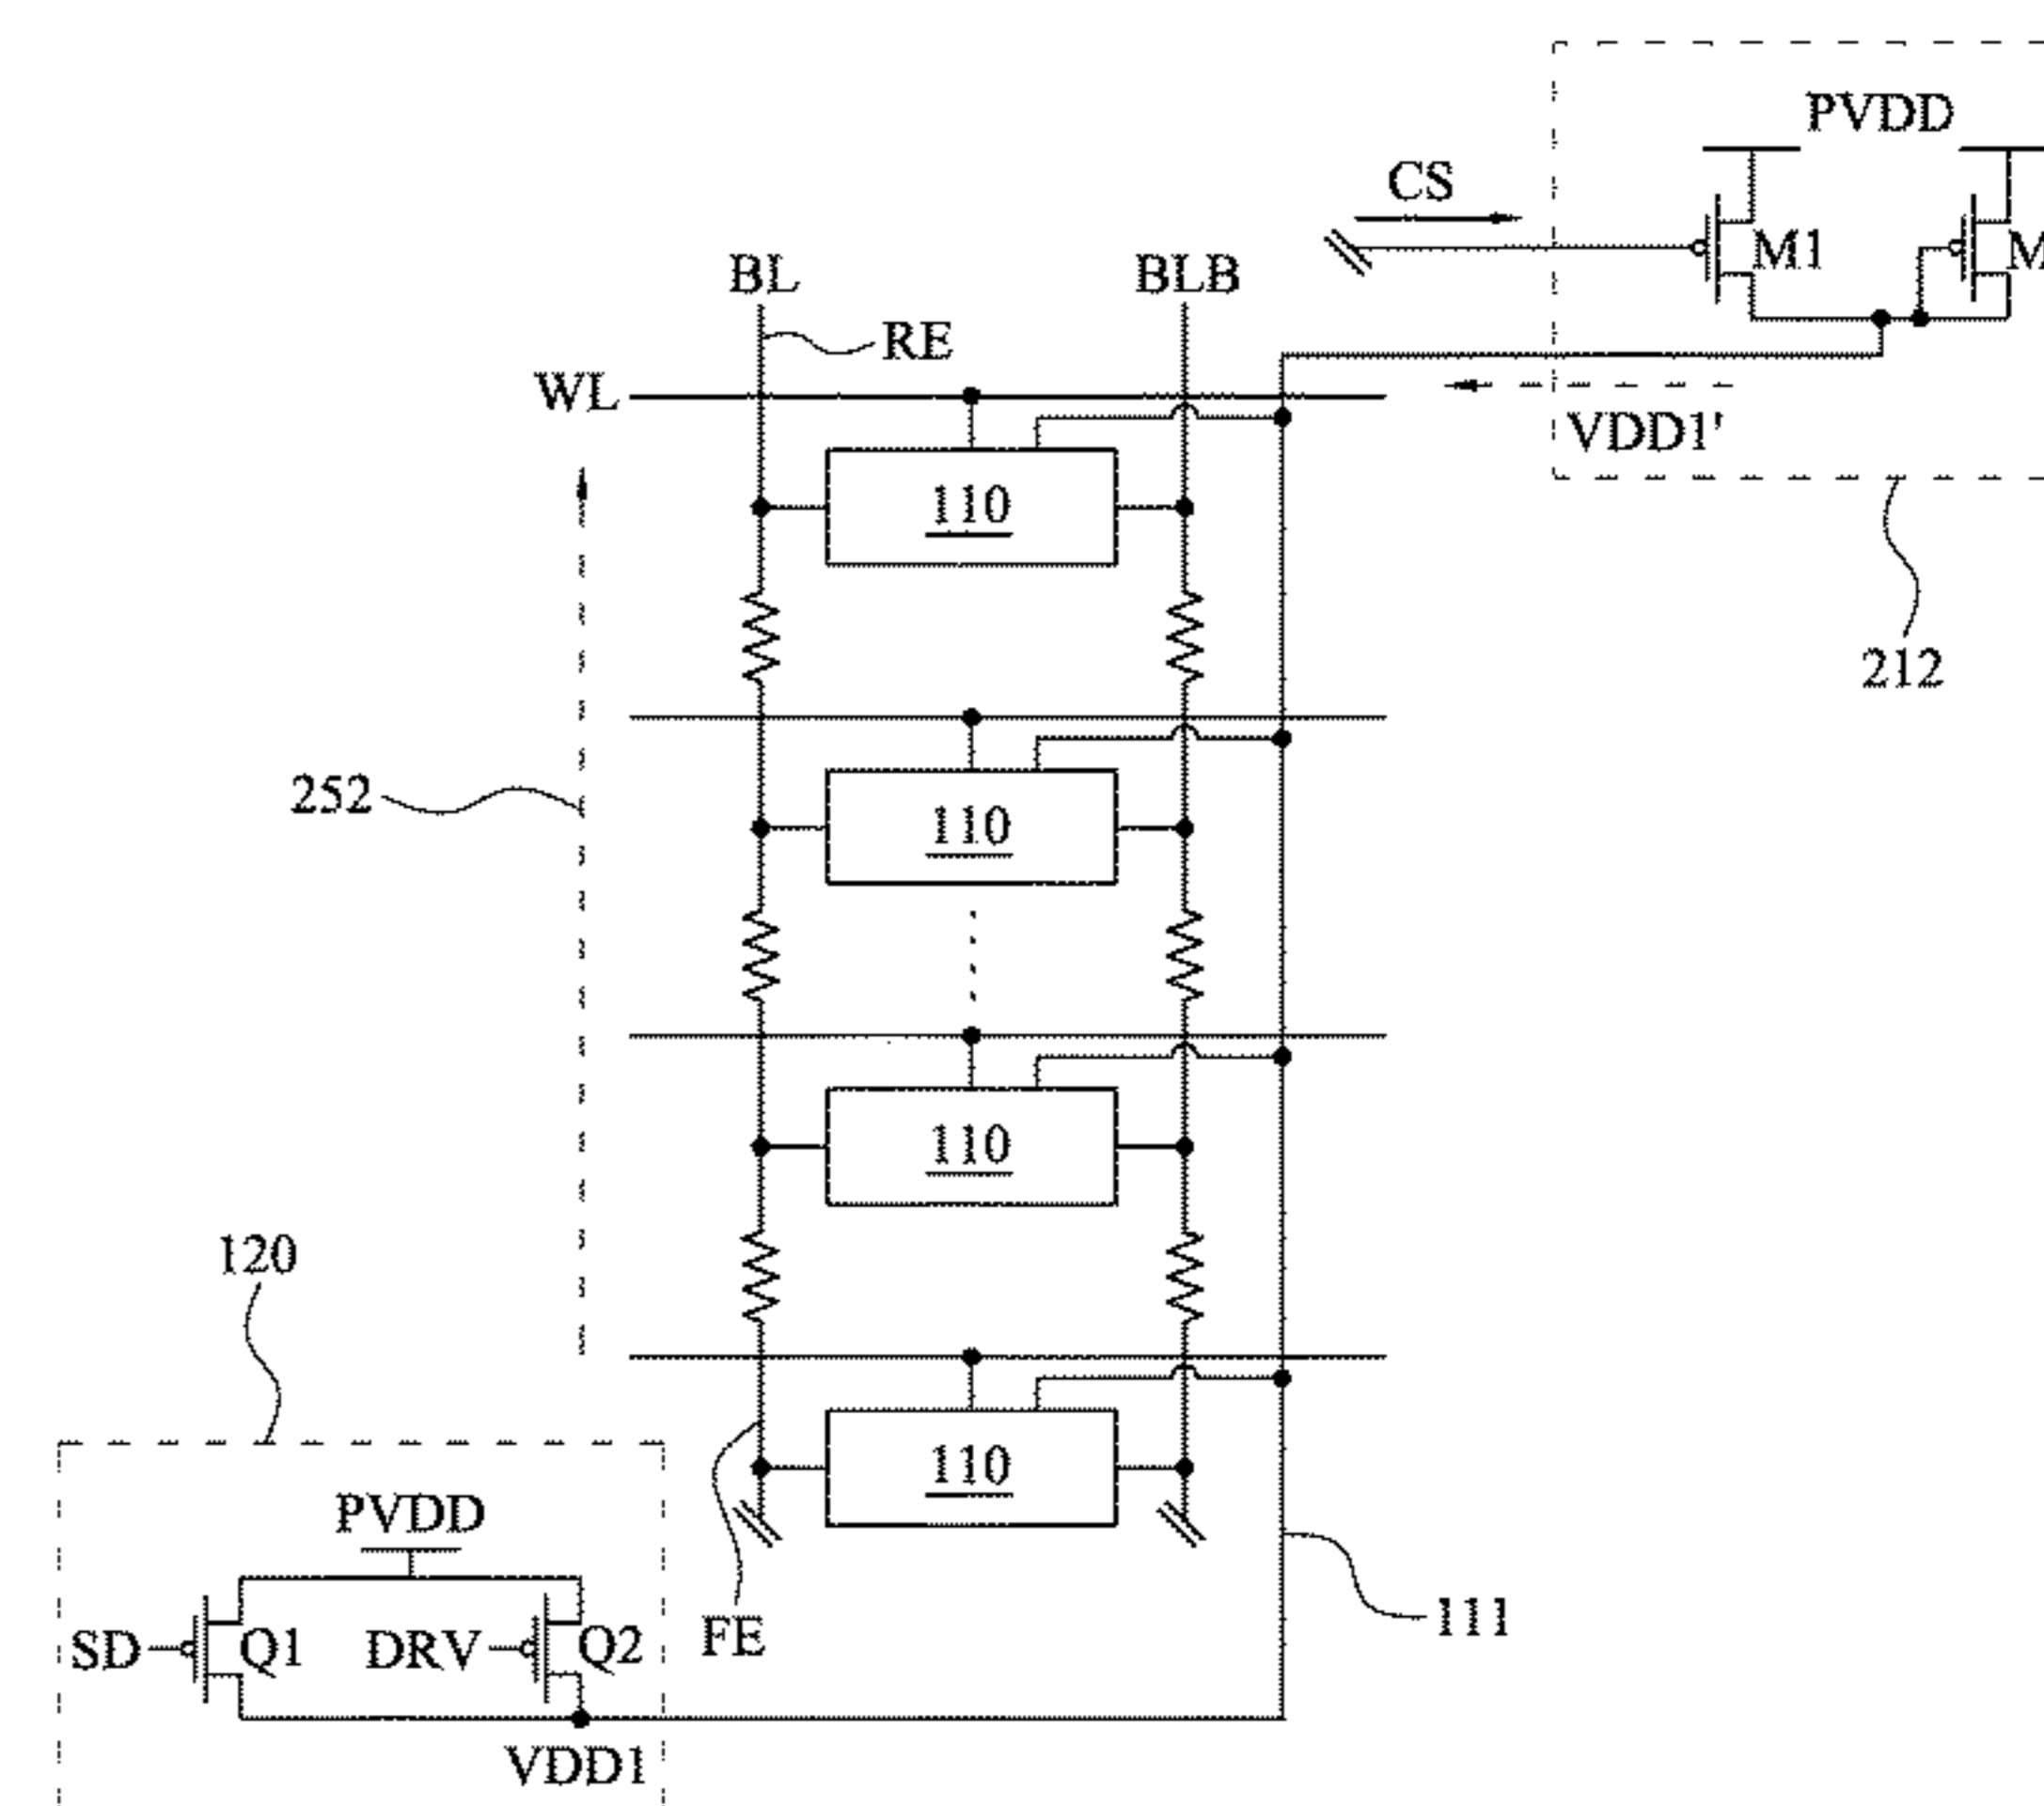 PVDD
CS
M1
M
BL
BLB
RE
WL
VDD1'
110
212
252
110
110
120
110
PVDD
SD
Q1
DRV
Q2
FE
111
VDD1